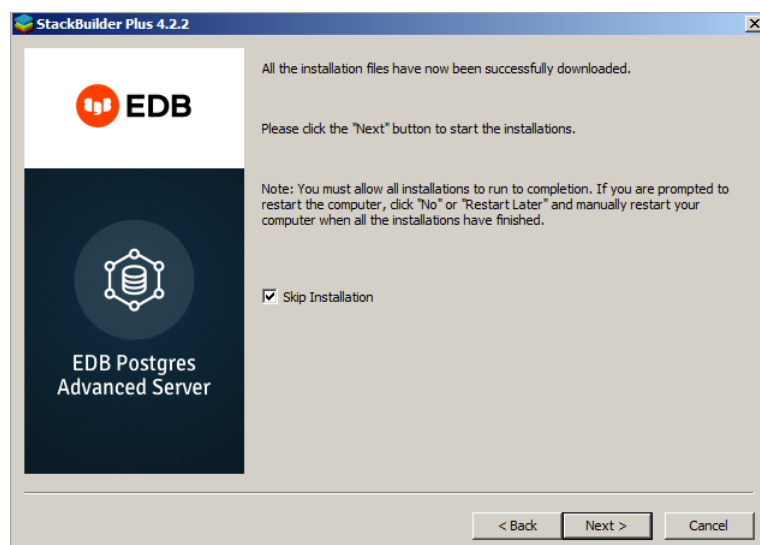 StackBuilder Plus 4.2.2
EDB
All the installation files have now been successfully downloaded.
Please click the "Next" button to start the installations.
Note: You must allow all installations to run to completion. If you are prompted to
restart the computer, click "No" or "Restart Later" and manually restart your
computer when all the installations have finished.
Skip Installation
EDB Postgres
Advanced Server
< Back
Next >
Cancel